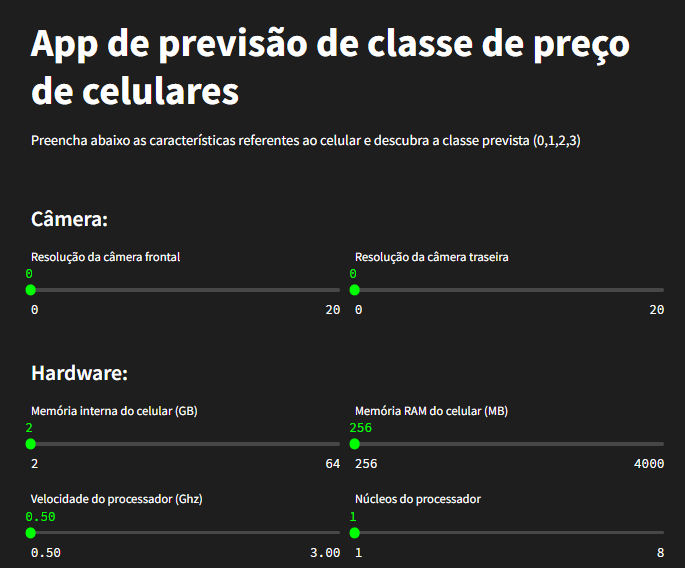 App de previsão de classe de preço
de celulares
Preencha abaixo as características referentes ao celular e descubra a classe prevista (0,1,2,3)
Câmera:
Resolução da câmera frontal
0
0 20
Resolução da câmera traseira
0
0 20
Hardware:
Memória interna do celular (GB)
2
2 64
Memória RAM do celular (MB)
256
256 4000
Velocidade do processador (Ghz)
0.50
0.50 3.00
Núcleos do processador
1
1 8